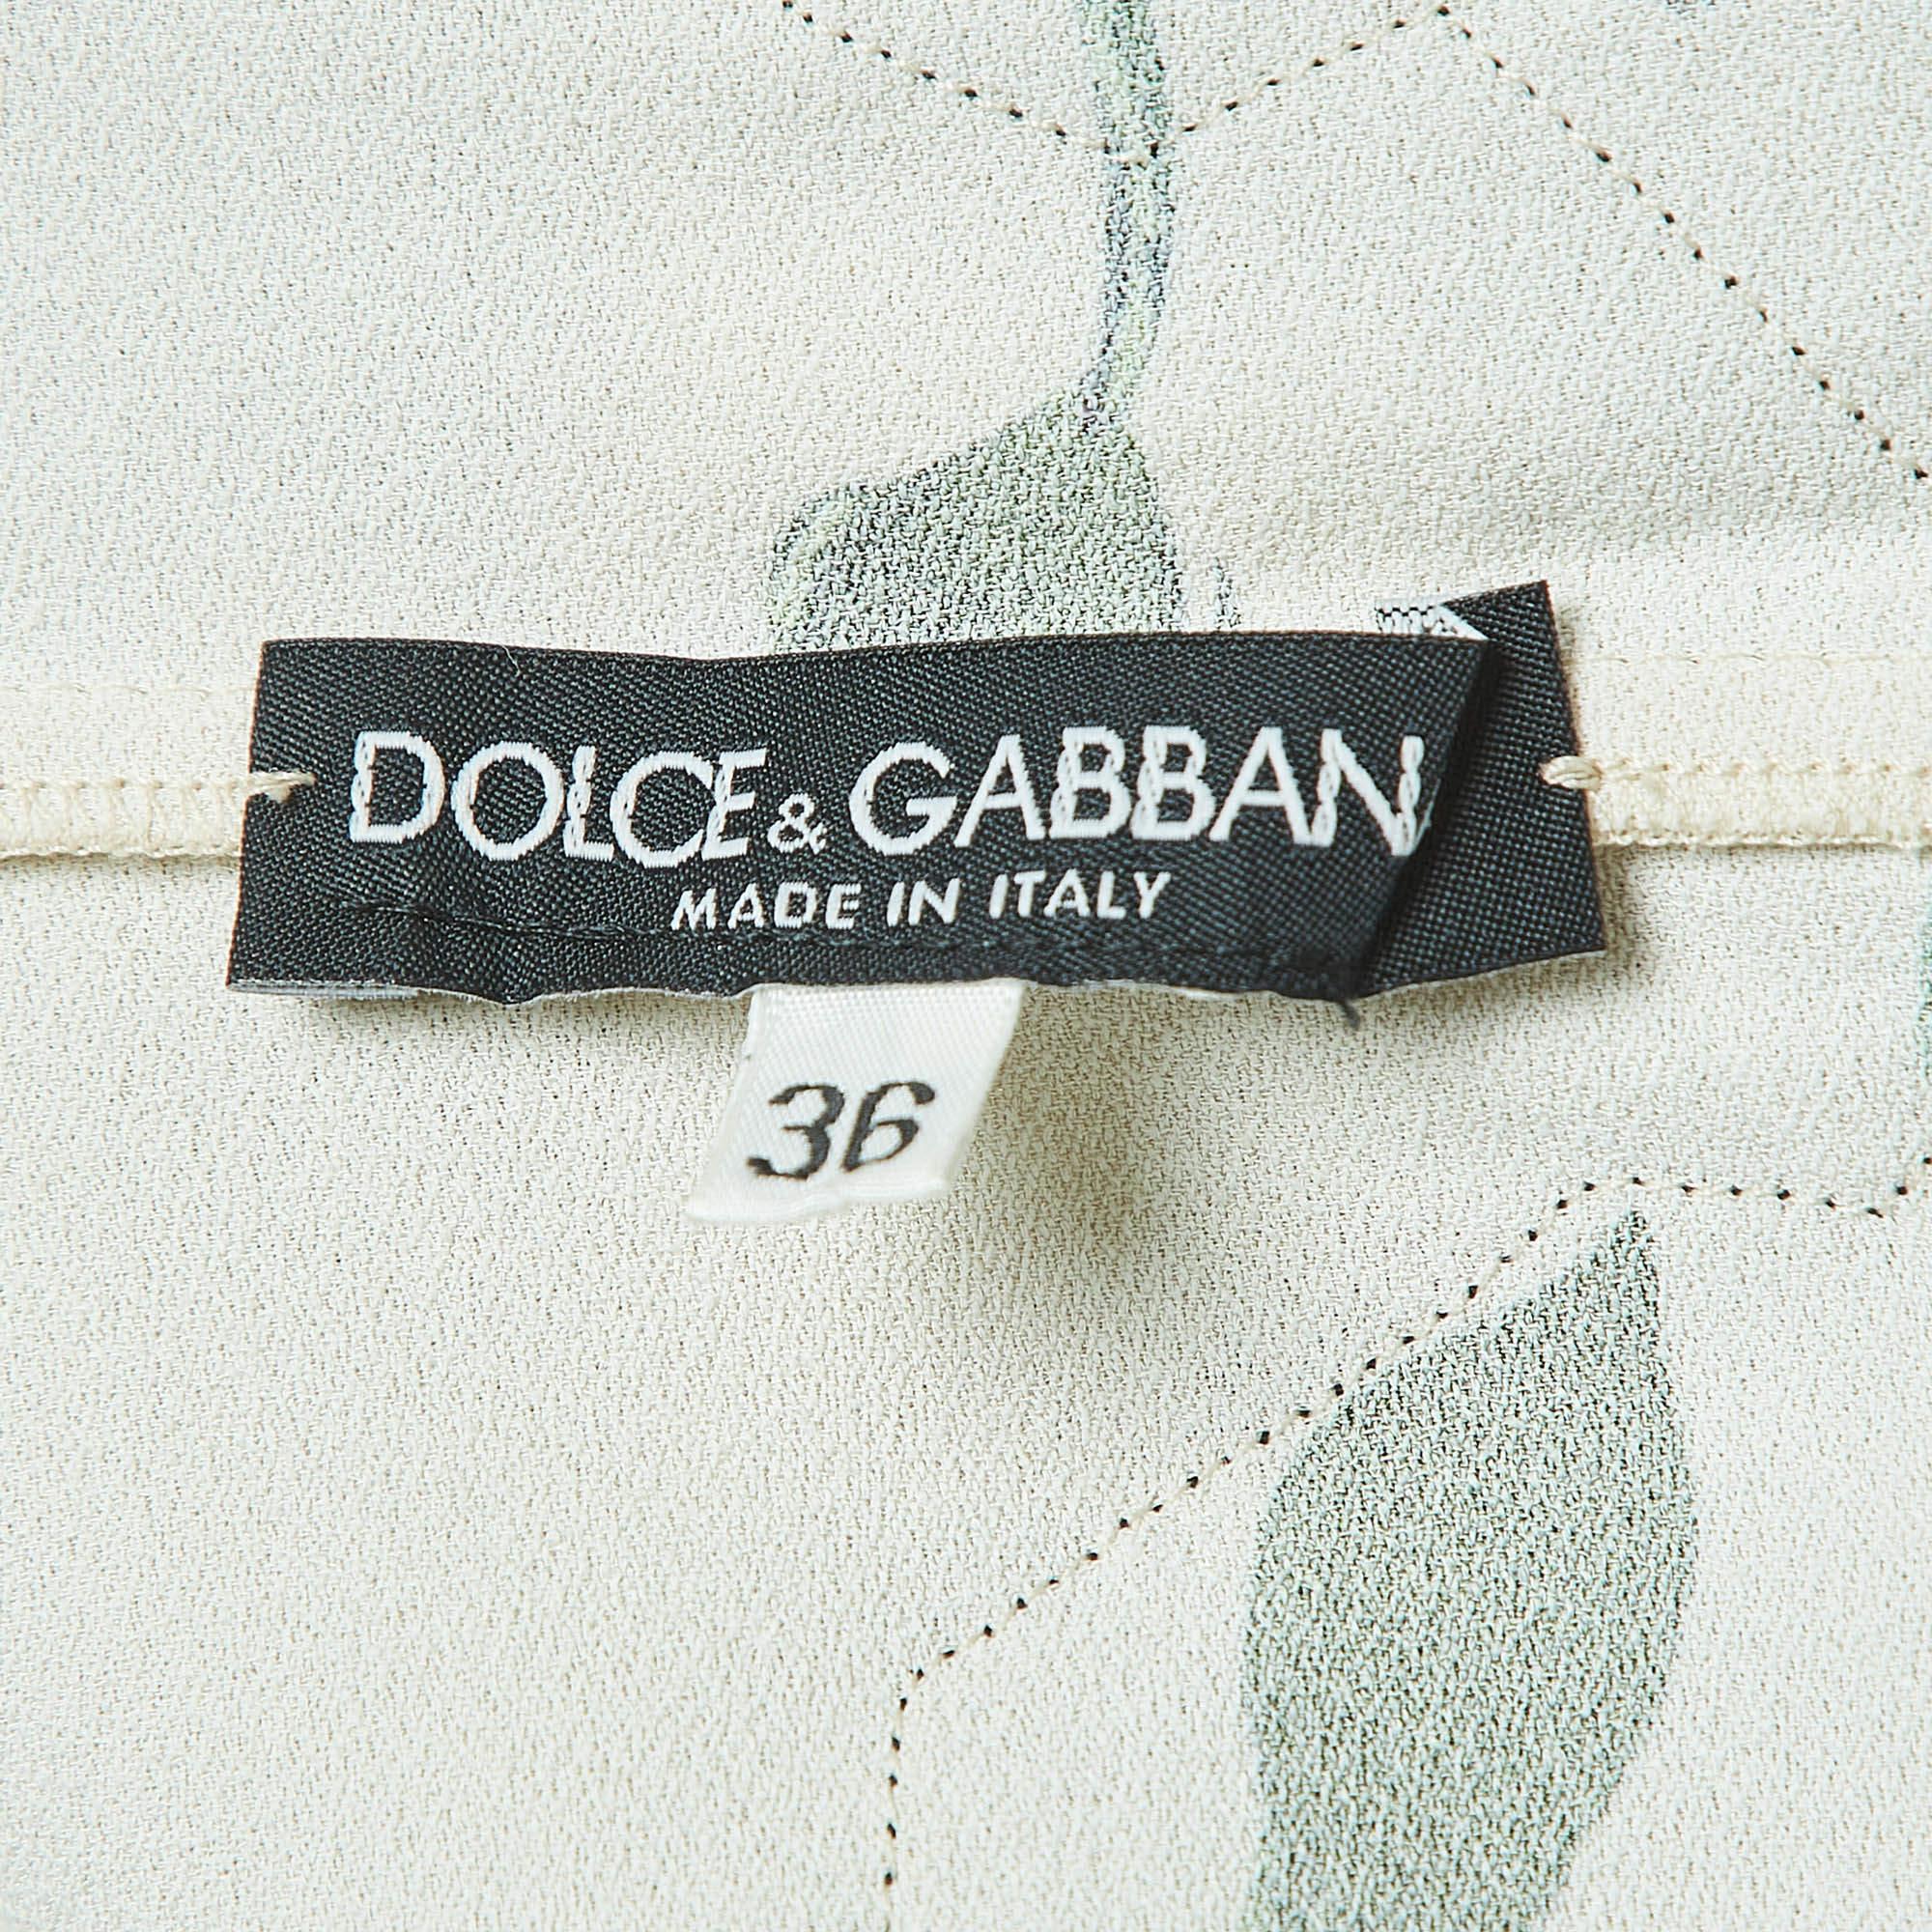 DOLCE & GABBAN
MADE IN ITALY
36